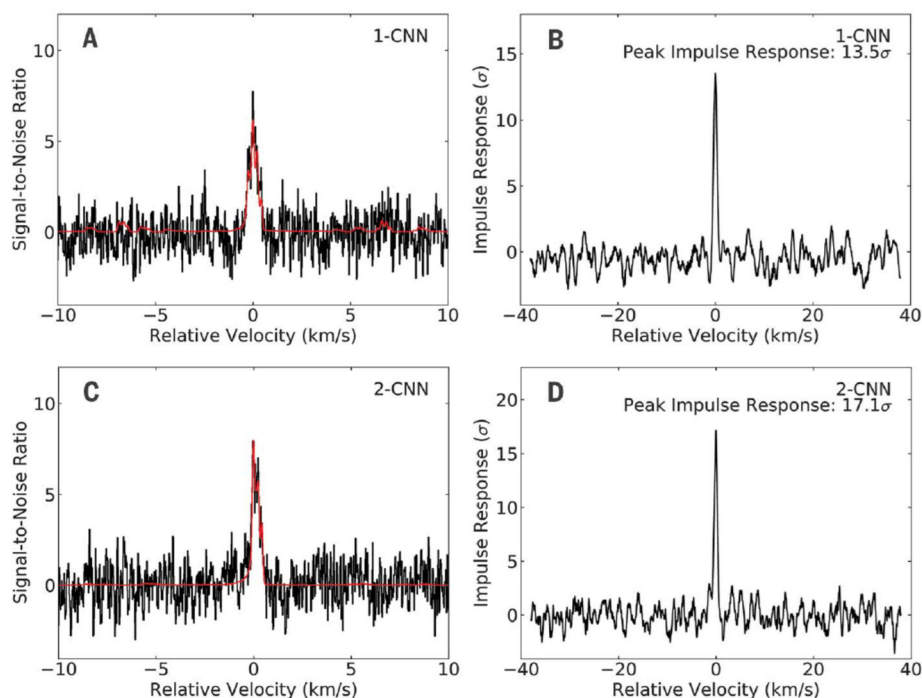 A
1-CNN
10
5
0
Signal-to-Noise Ratio
−10
−5
0
5
10
Relative Velocity (km/s)
B
1-CNN
Peak Impulse Response: 13.5σ
15
10
5
0
Impulse Response (σ)
−40
−20
0
20
40
Relative Velocity (km/s)
C
2-CNN
10
5
0
Signal-to-Noise Ratio
−10
−5
0
5
10
Relative Velocity (km/s)
D
2-CNN
Peak Impulse Response: 17.1σ
20
15
10
5
0
Impulse Response (σ)
−40
−20
0
20
40
Relative Velocity (km/s)